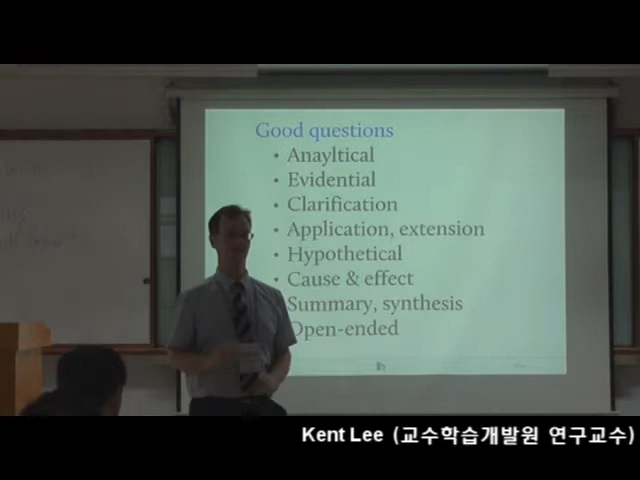 Good questions
• Anayltical
• Evidential
• Clarification
• Application, extension
• Hypothetical
• Cause & effect
Summary, synthesis
Open-ended
Kent Lee (교수학습개발원 연구교수)